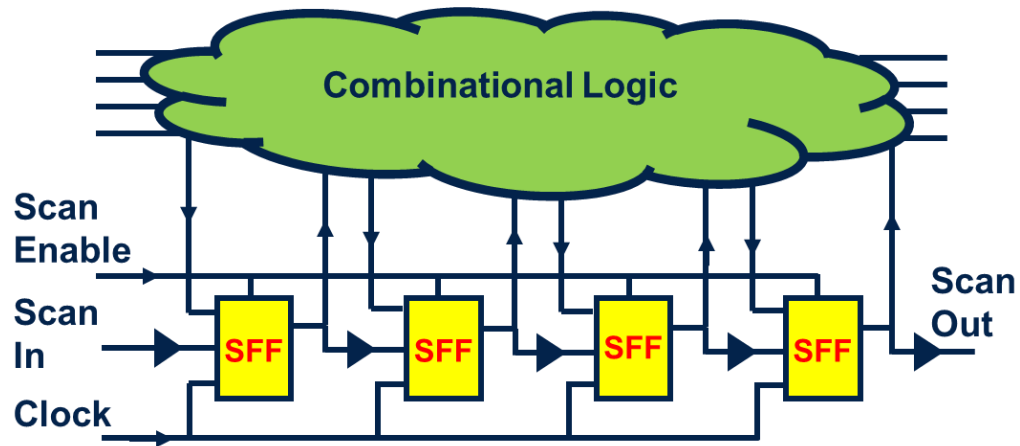 Combinational Logic
Scan
Enable
Scan
In
Clock
SFF
SFF
SFF
SFF
Scan
Out